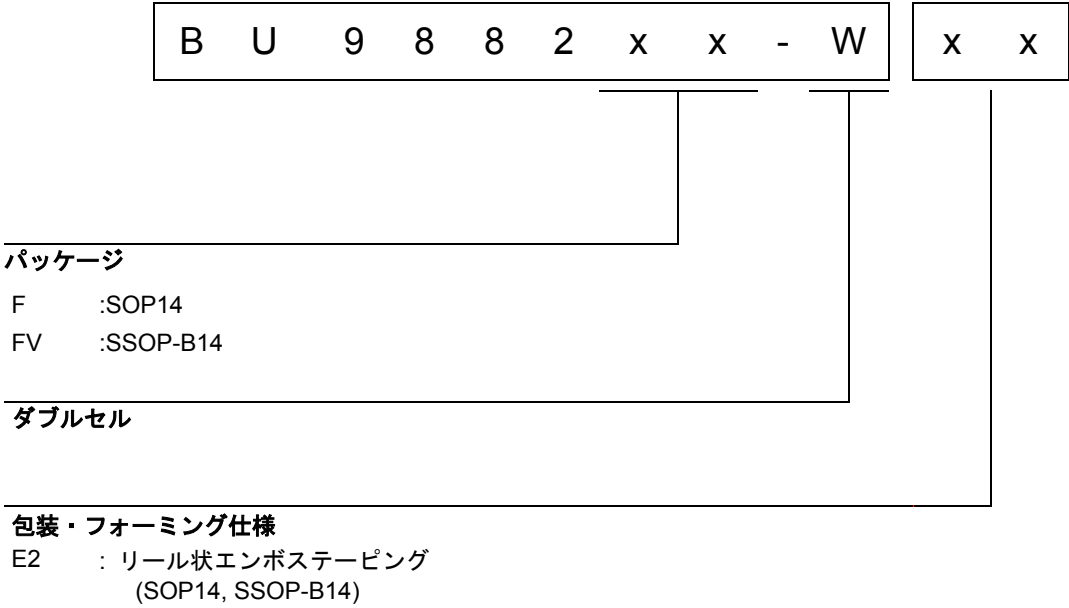 B U 9 8 8 2 x x - W x x
パッケージ
F :SOP14
FV :SSOP-B14
ダブルセル
包装・フォーミング仕様
E2 : リール状エンボステーピング
(SOP14, SSOP-B14)